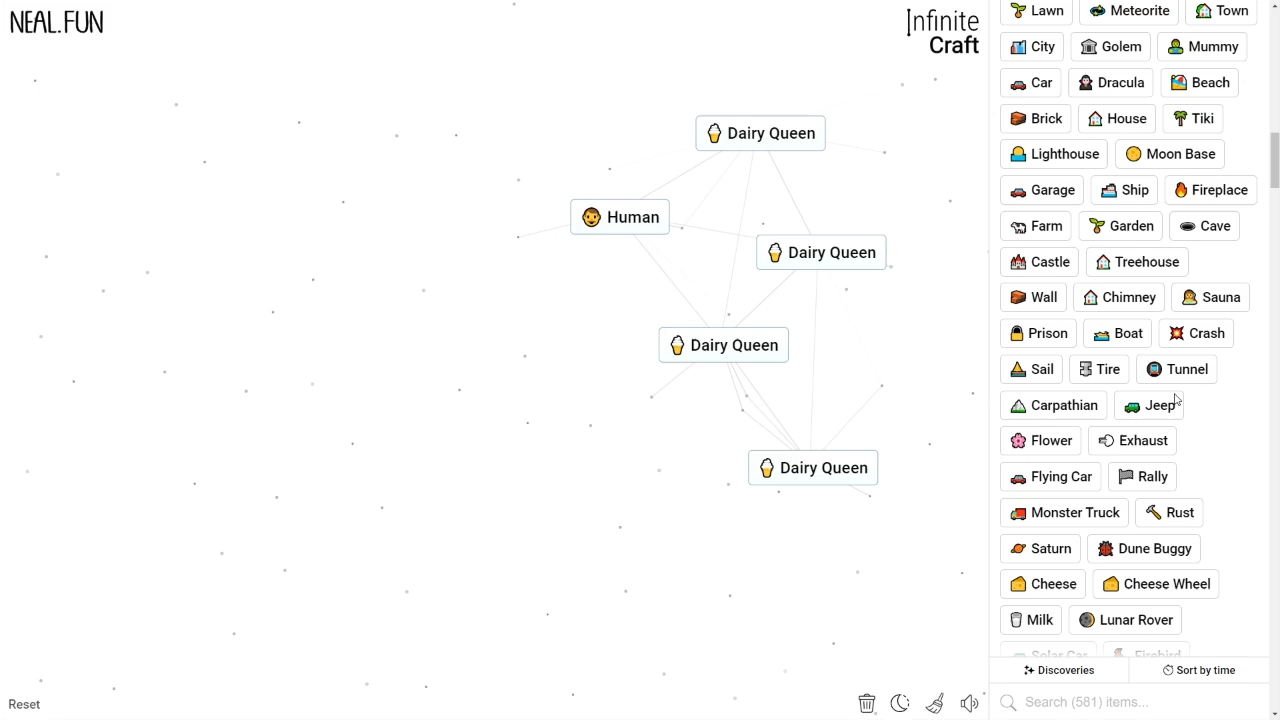 NEAL.FUN
Infinite
Craft
Dairy Queen
Human
Dairy Queen
Dairy Queen
Dairy Queen
Reset
Lawn Meteorite Town
City Golem Mummy
Car Dracula Beach
Brick House Tiki
Lighthouse Moon Base
Garage Ship Fireplace
Farm Garden Cave
Castle Treehouse
Wall Chimney Sauna
Prison Boat Crash
Sail Tire Tunnel
Carpathian Jeep
Flower Exhaust
Flying Car Rally
Monster Truck Rust
Saturn Dune Buggy
Cheese Cheese Wheel
Milk Lunar Rover
Solar Car Firebird
Discoveries Sort by time
Search (581) items...